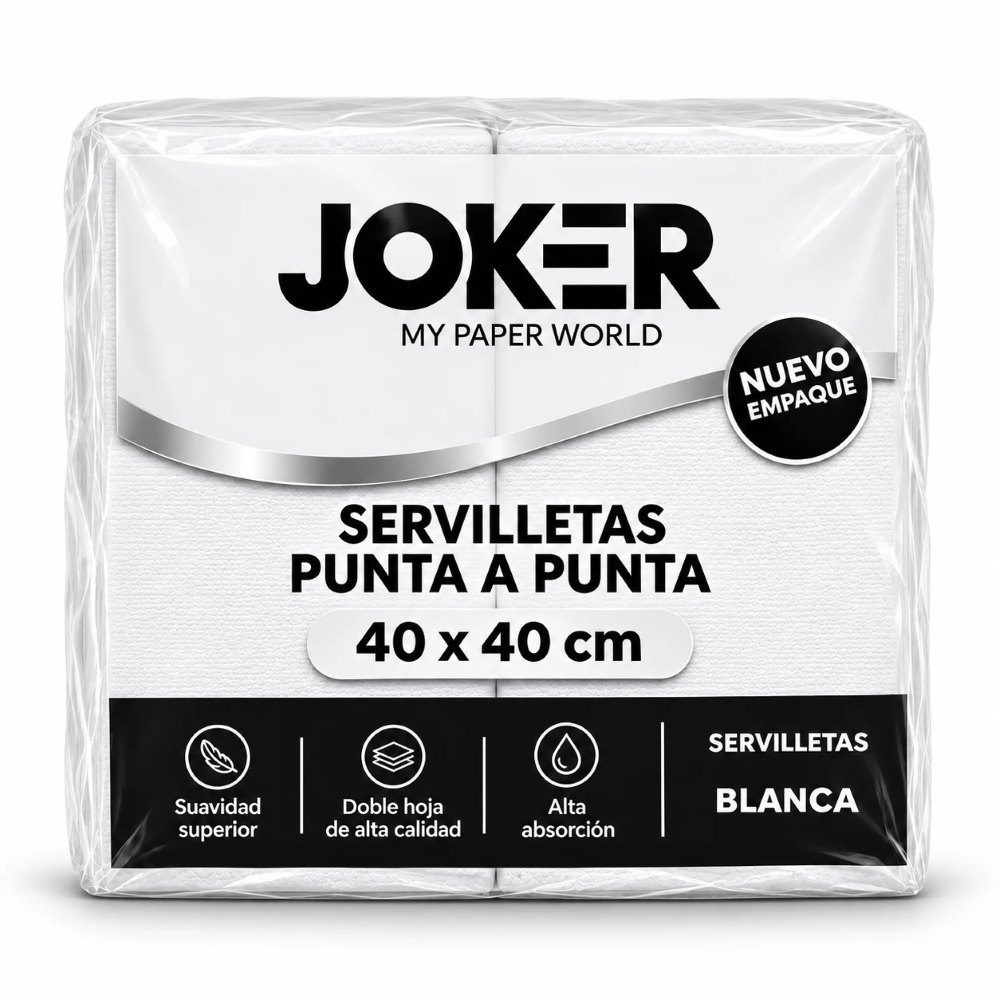 JOKER
MY PAPER WORLD
NUEVO
EMPAQUE
SERVILLETAS
PUNTA A PUNTA
40 x 40 cm
Suavidad
superior
Doble hoja
de alta calidad
Alta
absorción
SERVILLETAS
BLANCA